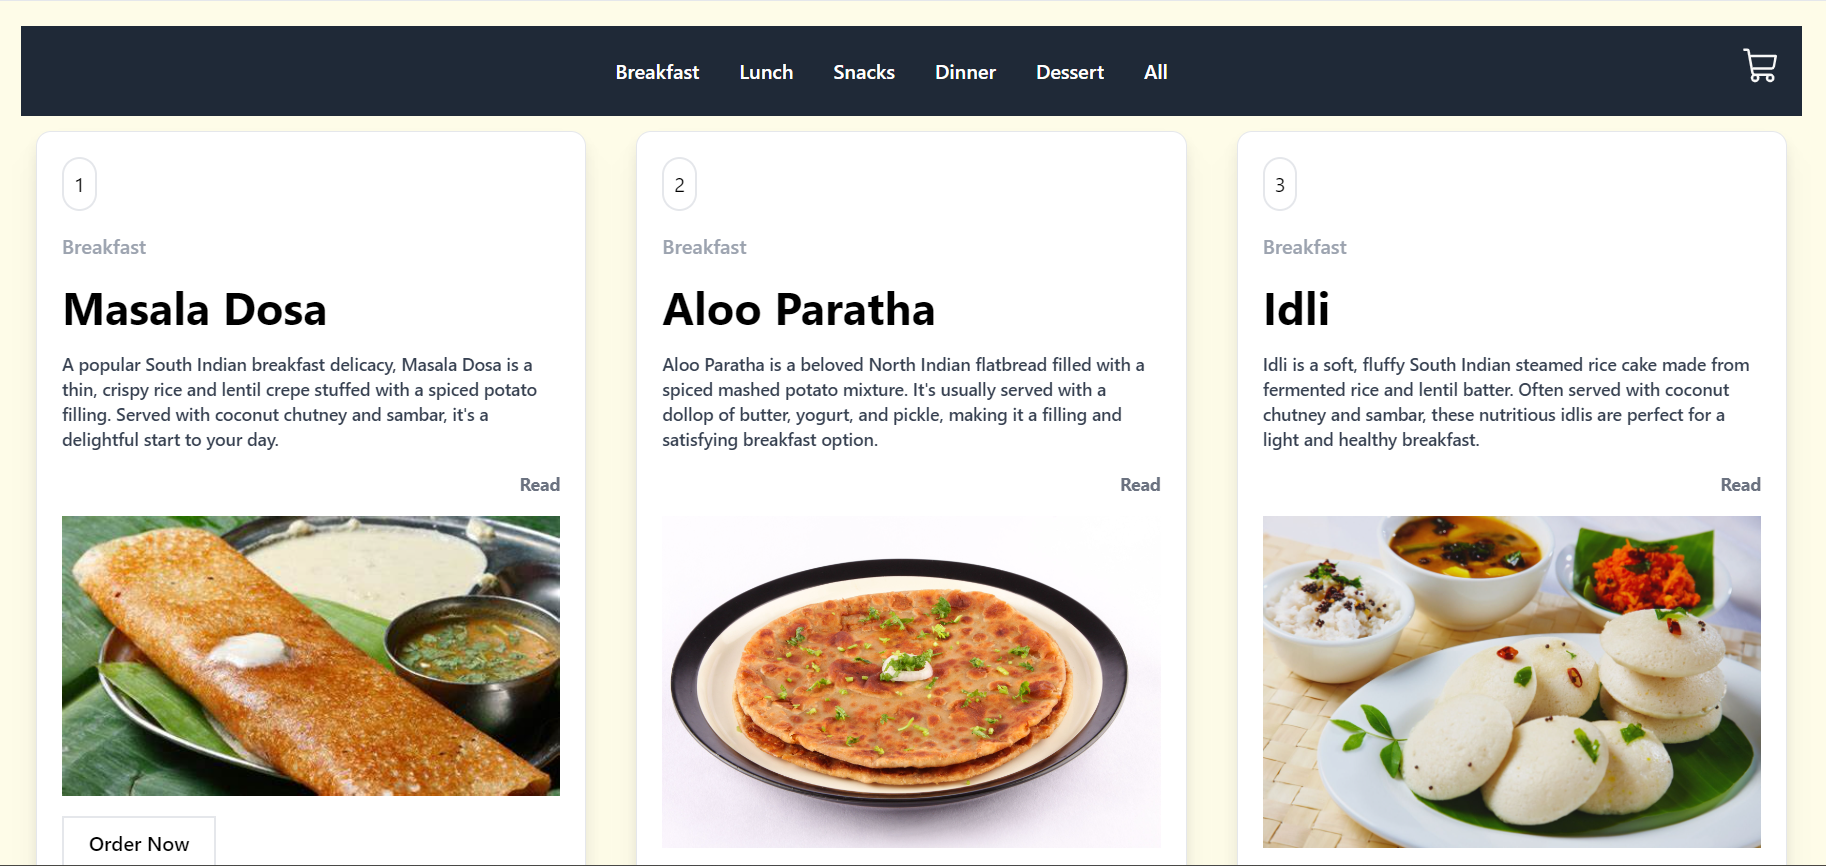 Breakfast Lunch Snacks Dinner Dessert All
1
Breakfast
Masala Dosa
A popular South Indian breakfast delicacy, Masala Dosa is a
thin, crispy rice and lentil crepe stuffed with a spiced potato
filling. Served with coconut chutney and sambar, it's a
delightful start to your day.
Read
Order Now
2
Breakfast
Aloo Paratha
Aloo Paratha is a beloved North Indian flatbread filled with a
spiced mashed potato mixture. It's usually served with a
dollop of butter, yogurt, and pickle, making it a filling and
satisfying breakfast option.
Read
3
Breakfast
Idli
Idli is a soft, fluffy South Indian steamed rice cake made from
fermented rice and lentil batter. Often served with coconut
chutney and sambar, these nutritious idlis are perfect for a
light and healthy breakfast.
Read